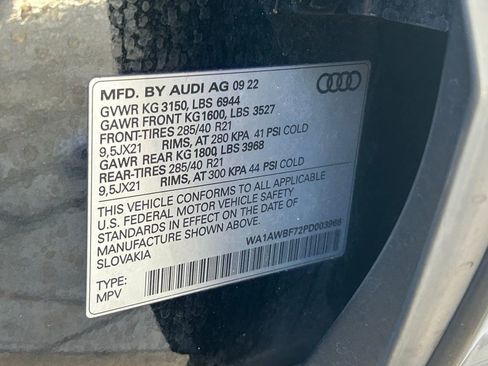 MFD. BY AUDI AG 09 22
GVWR KG 3150, LBS 6944
GAWR FRONT KG1600, LBS 3527
FRONT-TIRES 285/40 R21
9,5JX21 RIMS, AT 280 KPA 41 PSI COLD
GAWR REAR KG 1800, LBS 3968
REAR-TIRES 285/40 R21
9,5JX21 RIMS, AT 300 KPA 44 PSI COLD
THIS VEHICLE CONFORMS TO ALL APPLICABLE
U.S. FEDERAL MOTOR VEHICLE SAFETY
STANDARDS IN EFFECT ON THE DATE OF
MANUFACTURE SHOWN ABOVE.
SLOVAKIA
WA1AWBF72PD003968
TYPE:
MPV